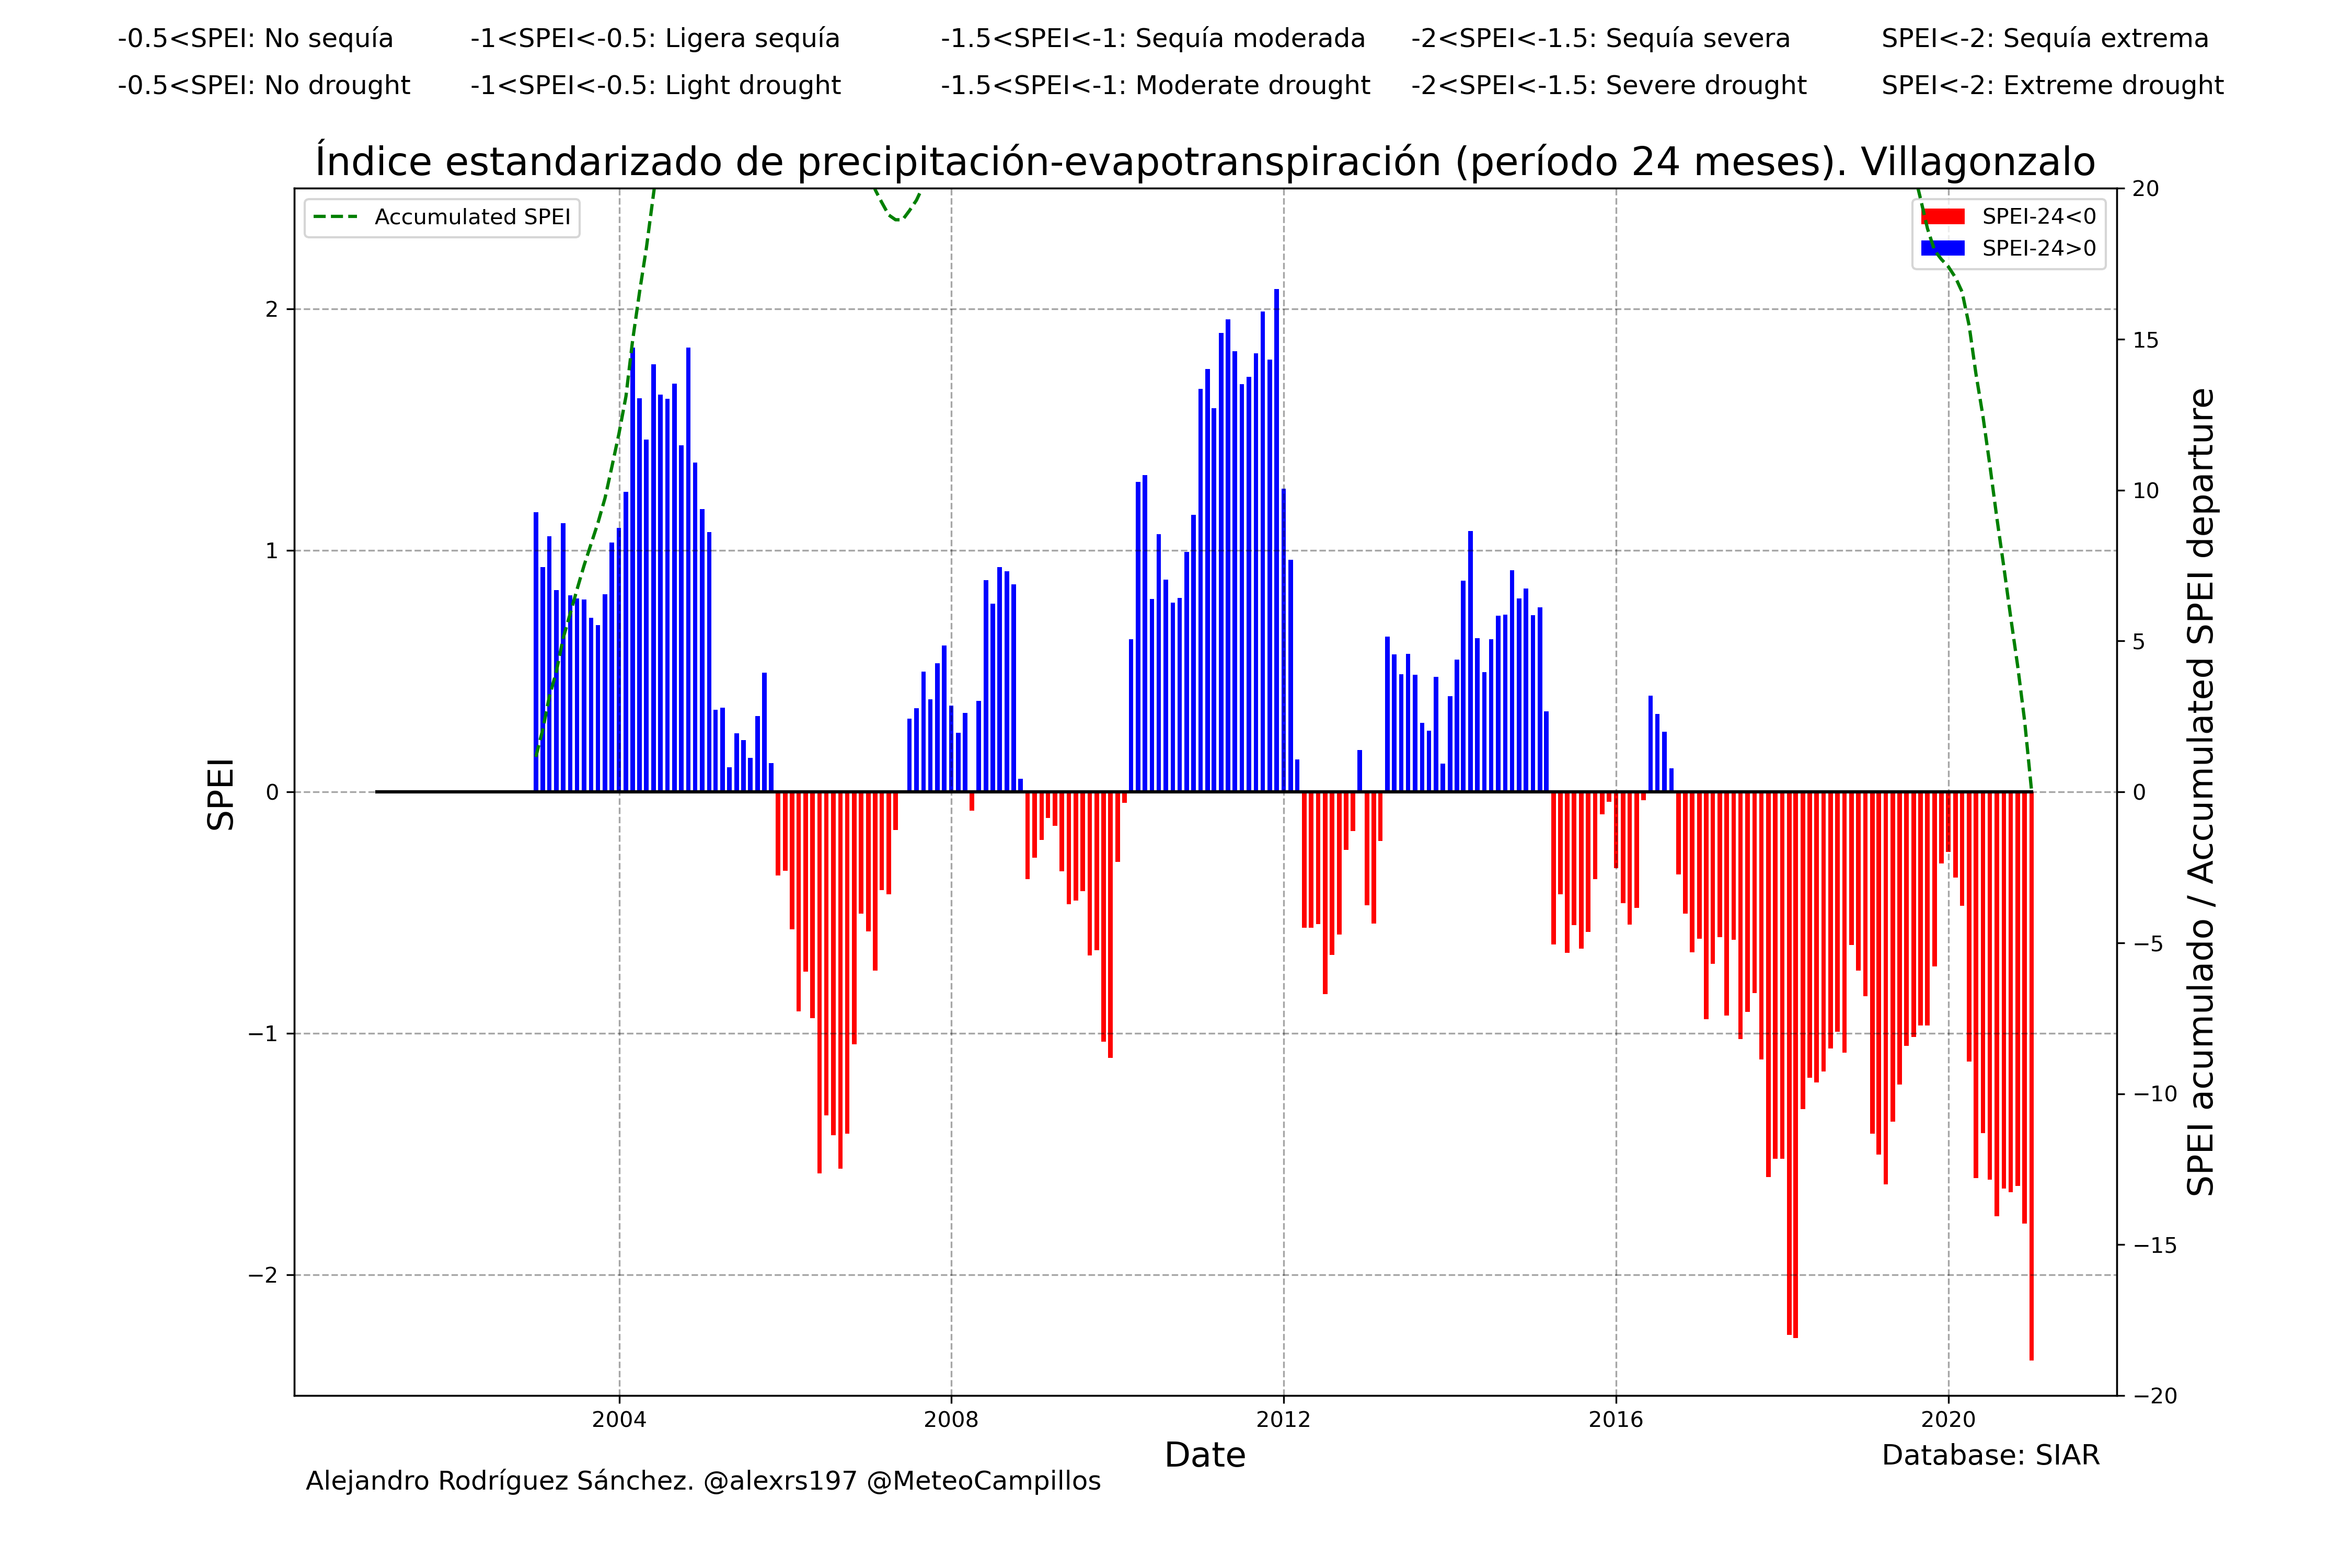 -0.5<SPEI: No sequía -1<SPEI<-0.5: Ligera sequía -1.5<SPEI<-1: Sequía moderada -2<SPEI<-1.5: Sequía severa SPEI<-2: Sequía extrema
-0.5<SPEI: No drought -1<SPEI<-0.5: Light drought -1.5<SPEI<-1: Moderate drought -2<SPEI<-1.5: Severe drought SPEI<-2: Extreme drought
Índice estandarizado de precipitación-evapotranspiración (período 24 meses). Villagonzalo
Accumulated SPEI
SPEI-24<0
SPEI-24>0
SPEI
2
1
0
−1
−2
20
15
10
5
0
−5
−10
−15
−20
SPEI acumulado / Accumulated SPEI departure
2004 2008 2012 2016 2020
Date
Database: SIAR
Alejandro Rodríguez Sánchez. @alexrs197 @MeteoCampillos